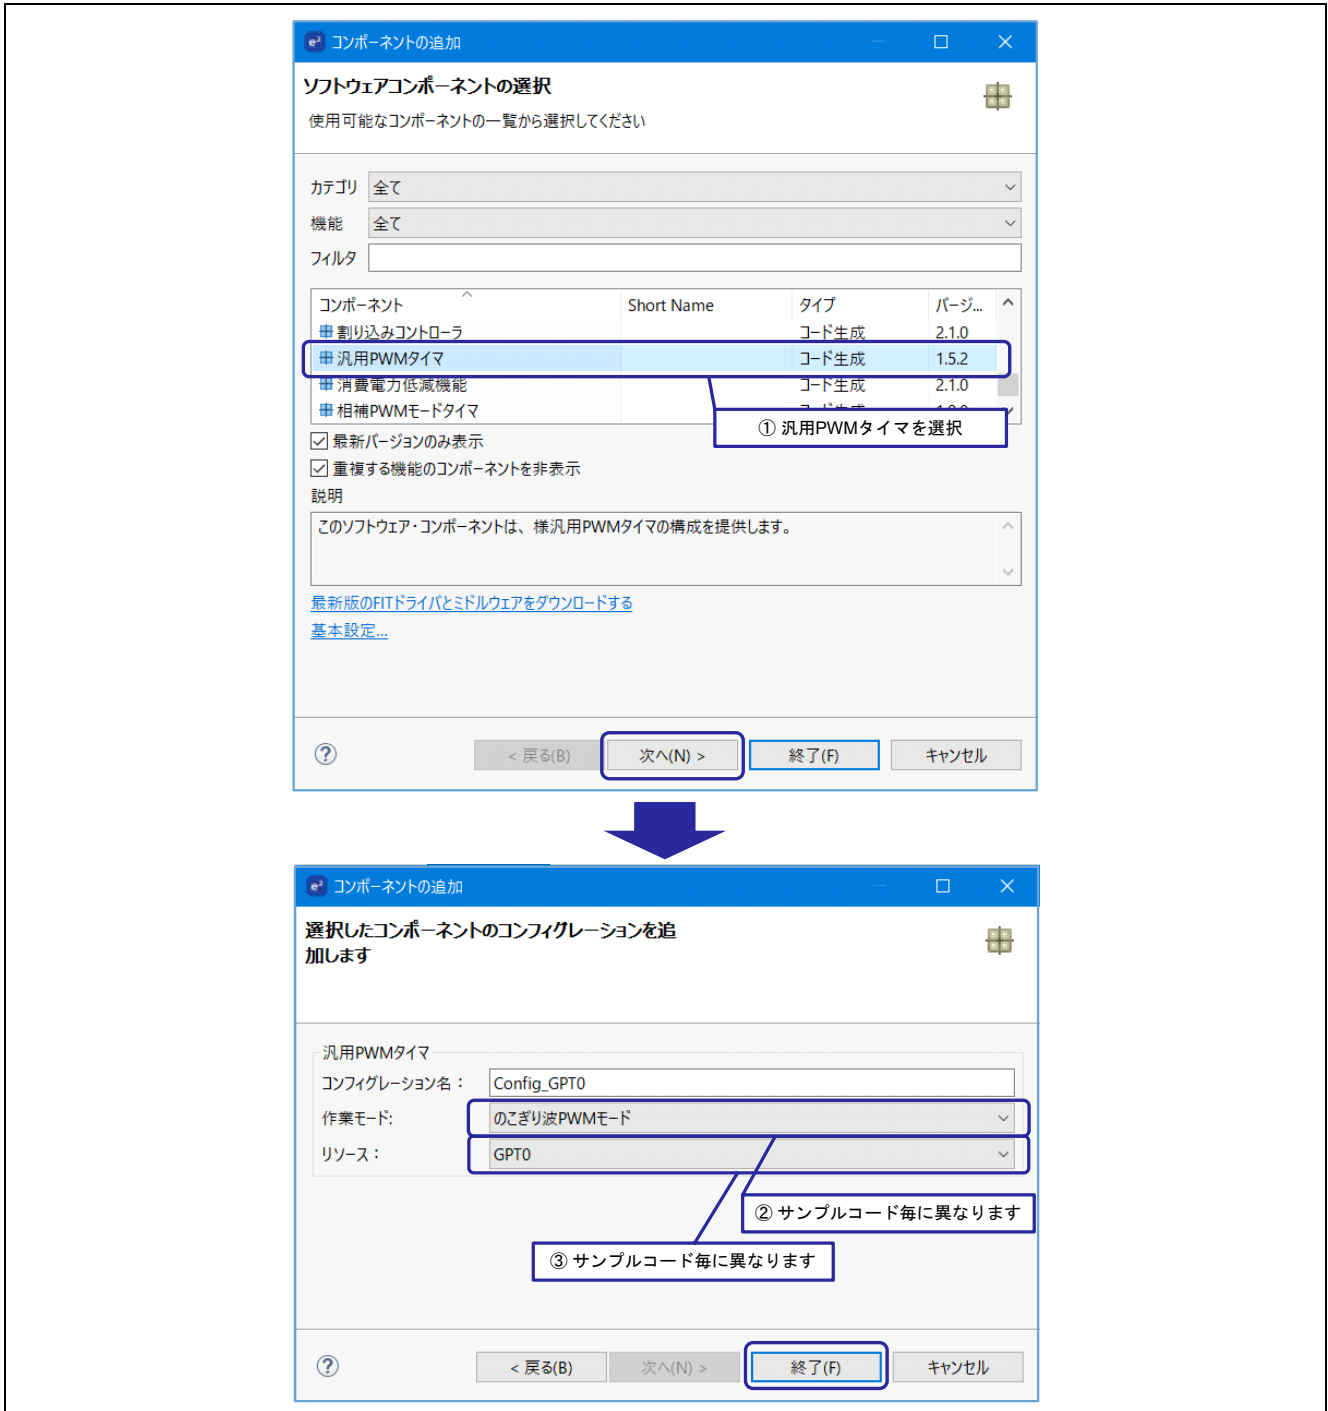 コンポーネントの追加
ソフトウェアコンポーネントの選択
使用可能なコンポーネントの一覧から選択してください
カテゴリ 全て
機能 全て
フィルタ
コンポーネント Short Name タイプ バージ...
割り込みコントローラ コード生成 2.1.0
汎用PWMタイマ コード生成 1.5.2
消費電力低減機能 コード生成 2.1.0
相補PWMモードタイマ
① 汎用PWMタイマを選択
最新バージョンのみ表示
重複する機能のコンポーネントを非表示
説明
このソフトウェア・コンポーネントは、様汎用PWMタイマの構成を提供します。
最新版のFITドライバとミドルウェアをダウンロードする
基本設定...
< 戻る(B) 次へ(N) > 終了(F) キャンセル
コンポーネントの追加
選択したコンポーネントのコンフィグレーションを追
加します
汎用PWMタイマ
コンフィグレーション名： Config_GPT0
作業モード: のこぎり波PWMモード
リソース： GPT0
② サンプルコード毎に異なります
③ サンプルコード毎に異なります
< 戻る(B) 次へ(N) > 終了(F) キャンセル